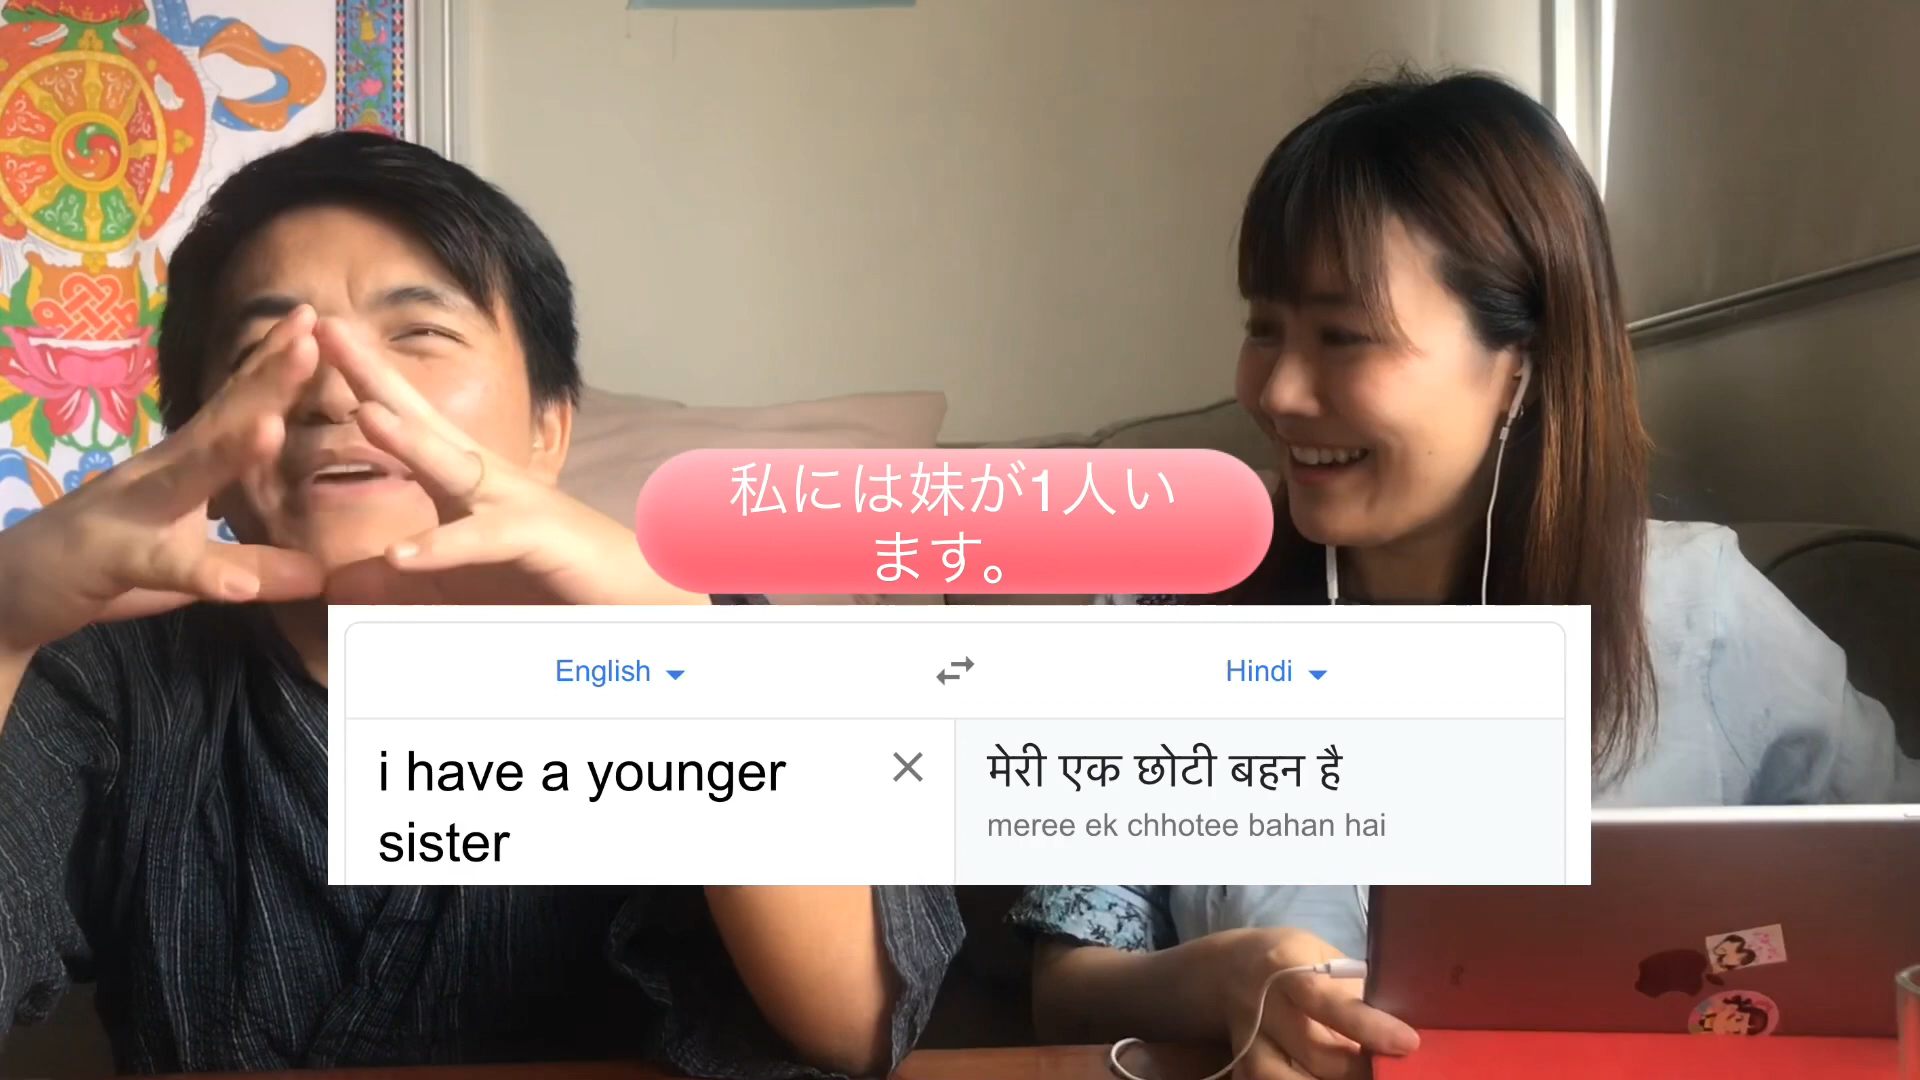 私には妹が1人い
ます。
English
Hindi
i have a younger
sister
मेरी एक छोटी बहन है
meree ek chhotee bahan hai